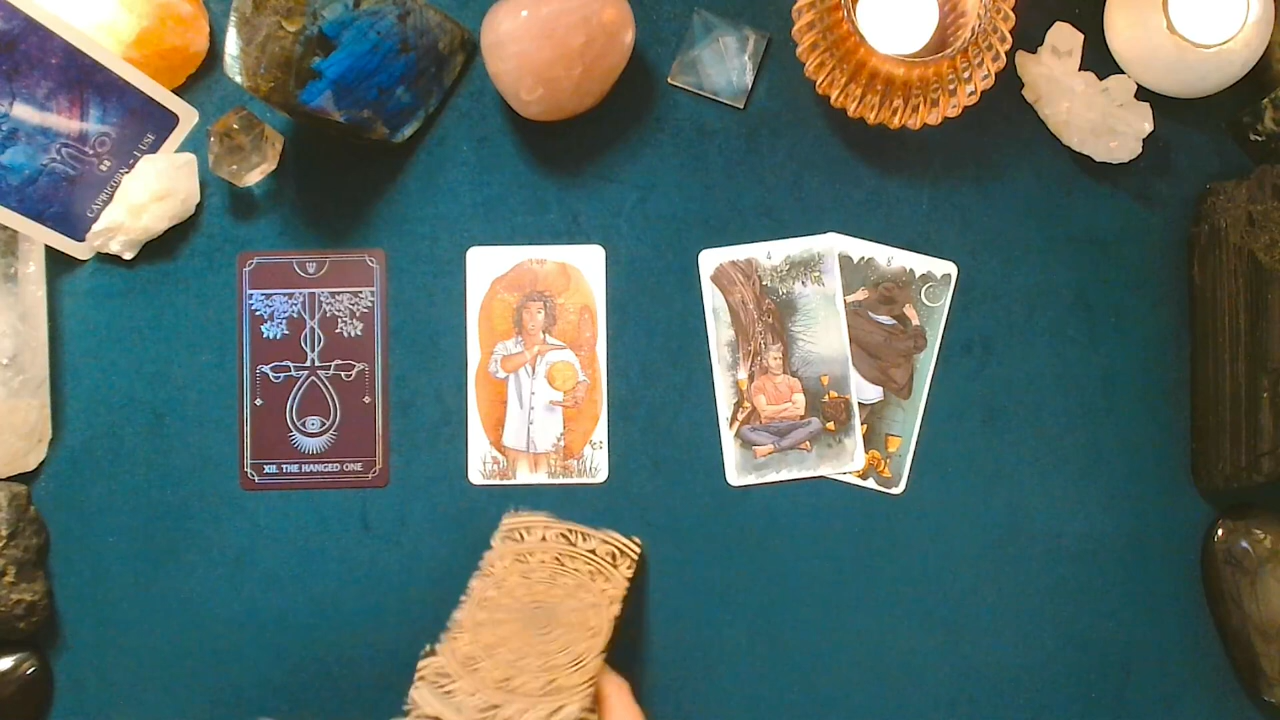 CAPRICORN – I USE
XII. THE HANGED ONE
4
8